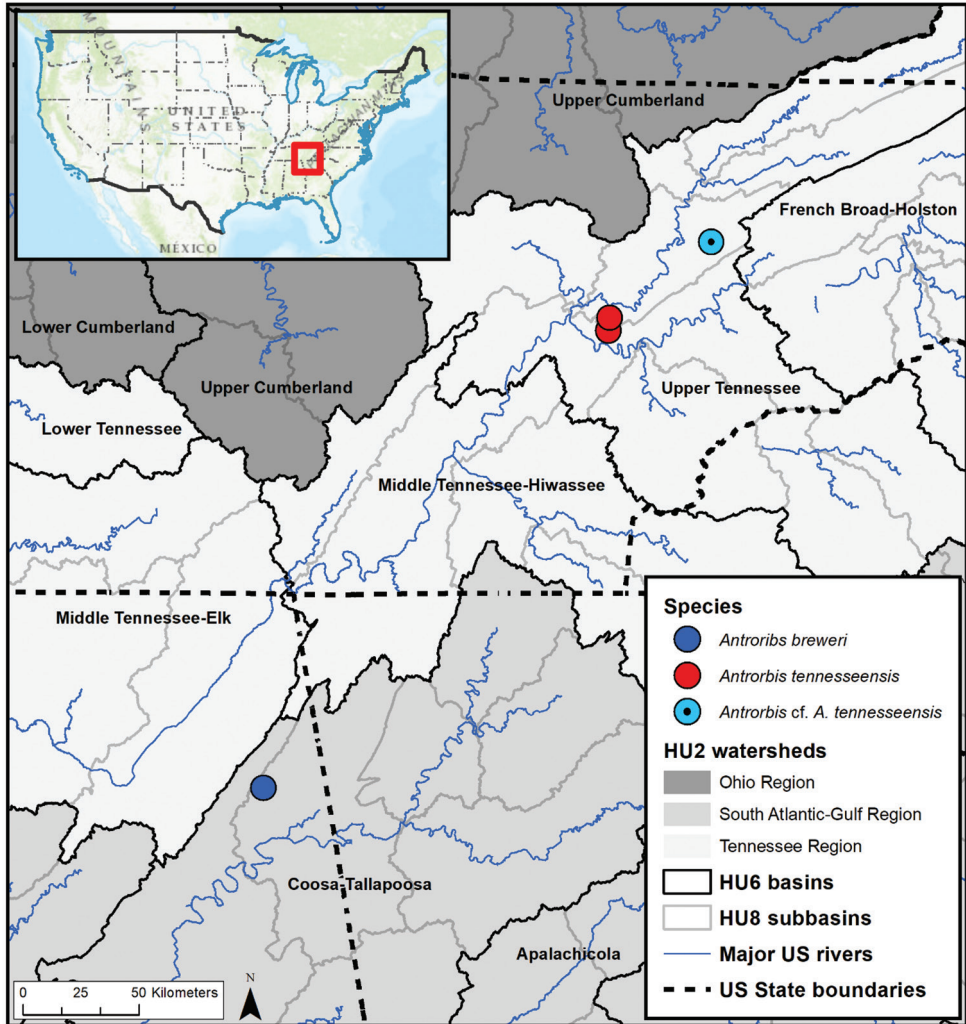 MOUNTAINS
UNITED
STATES
APPALACHIAN MTS
MÉXICO
Upper Cumberland
French Broad-Holston
Lower Cumberland
Upper Cumberland
Upper Tennessee
Lower Tennessee
Middle Tennessee-Hiwassee
Middle Tennessee-Elk
Coosa-Tallapoosa
Apalachicola
Species
Antroribs breweri
Antrorbis tennesseensis
Antrorbis cf. A. tennesseensis
HU2 watersheds
Ohio Region
South Atlantic-Gulf Region
Tennessee Region
HU6 basins
HU8 subbasins
Major US rivers
US State boundaries
N
0 25 50 Kilometers